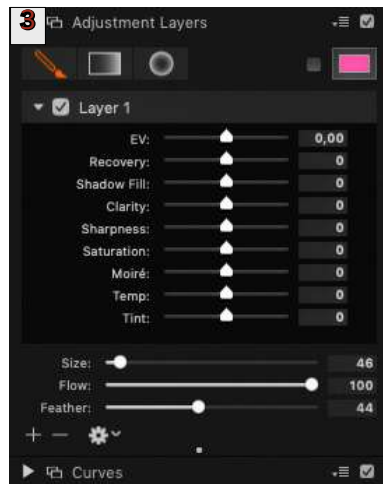 3 Adjustment Layers
Layer 1
EV: 0,00
Recovery: 0
Shadow Fill: 0
Clarity: 0
Sharpness: 0
Saturation: 0
Moiré: 0
Temp: 0
Tint: 0
Size: 46
Flow: 100
Feather: 44
Curves